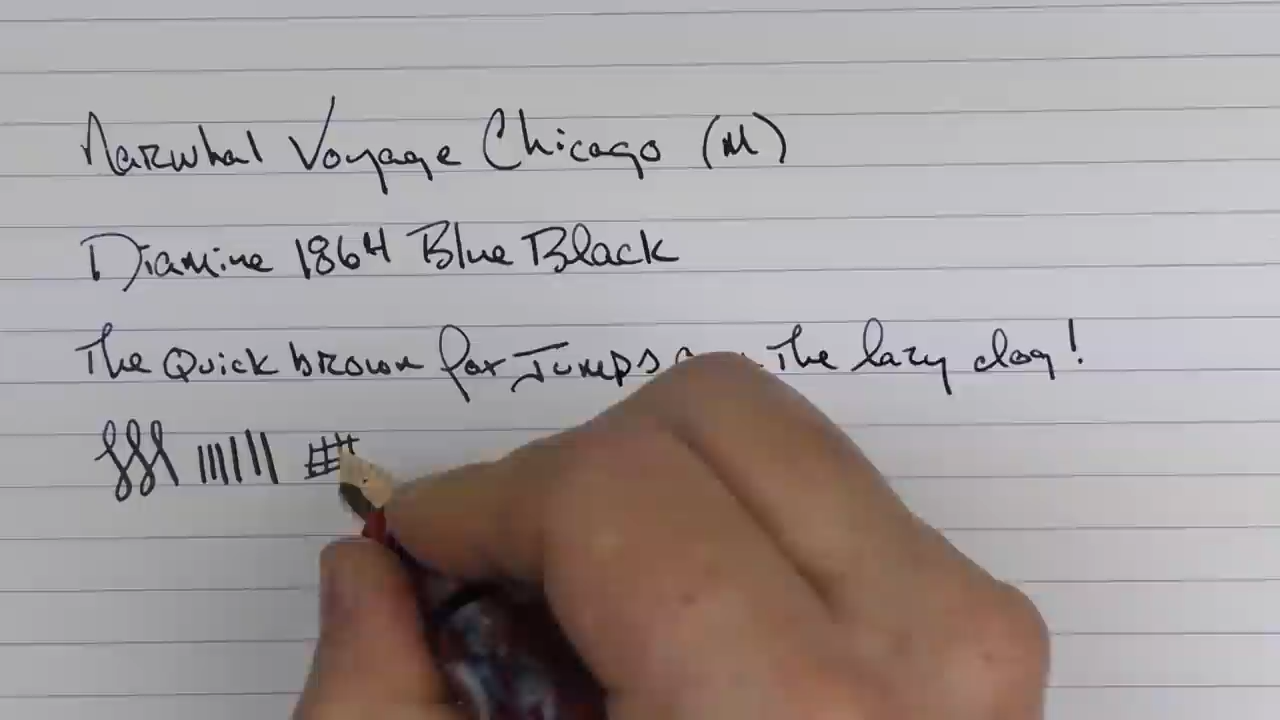 Narwhal Voyage Chicago (M)
Diamine 1864 Blue Black
The Quick brown fox Jumps the lazy dog!